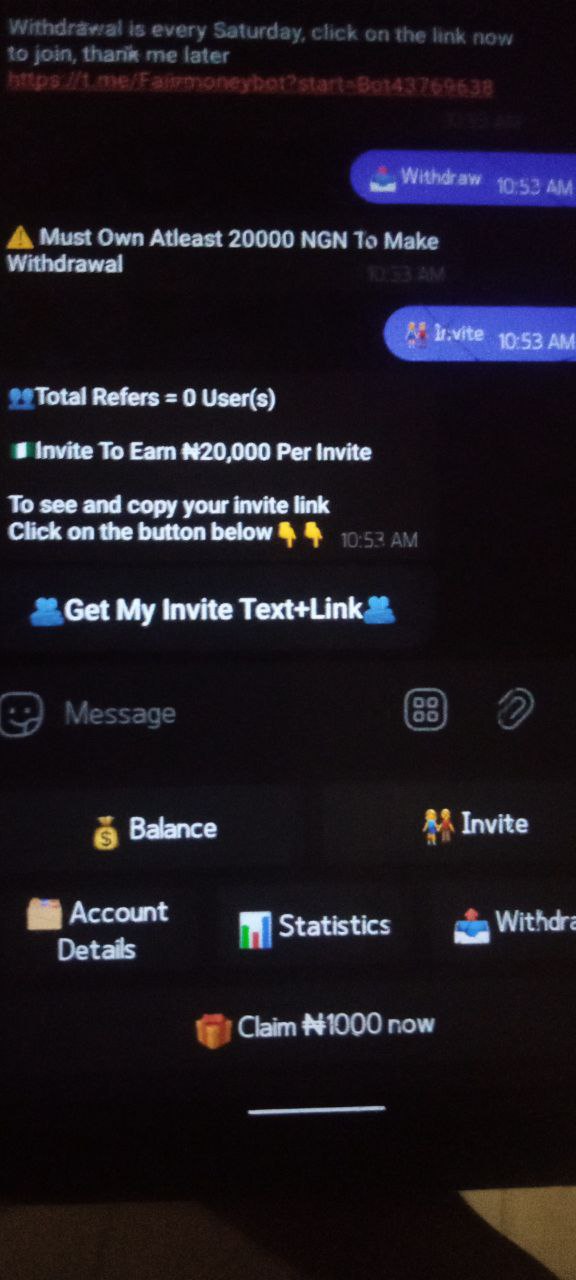 Withdrawal is every Saturday, click on the link now
to join, thank me later
https://t.me/Fairmoneybot?start=Bot43769638
10:53 AM
Withdraw 10:53 AM
Must Own Atleast 20000 NGN To Make
Withdrawal
10:53 AM
Invite 10:53 AM
Total Refers = 0 User(s)
Invite To Earn ₦20,000 Per Invite
To see and copy your invite link
Click on the button below 10:53 AM
Get My Invite Text+Link
Message
Balance
Invite
Account
Details
Statistics
Withdra
Claim ₦1000 now